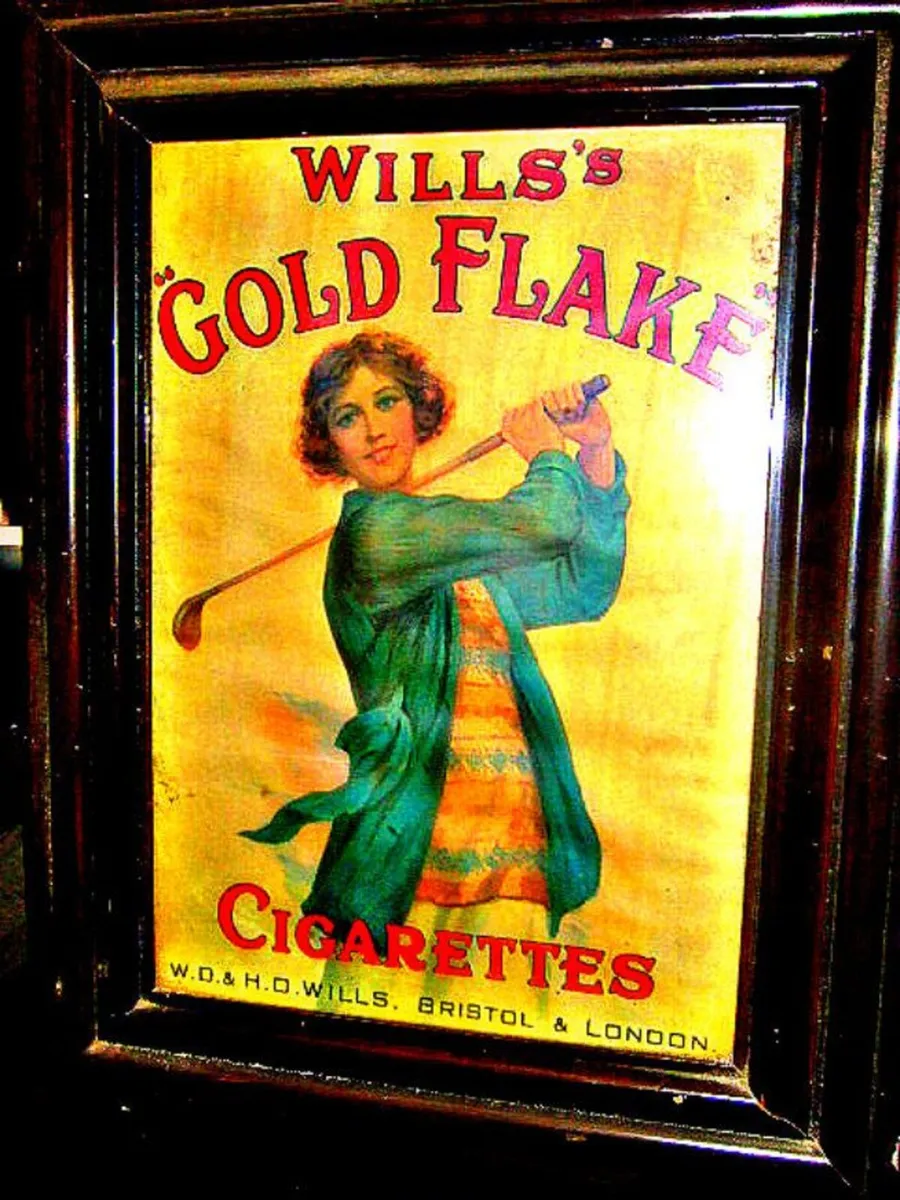 WILLS's
"GOLD FLAKE"
CIGARETTES
W.D.& H.O.WILLS. BRISTOL & LONDON.